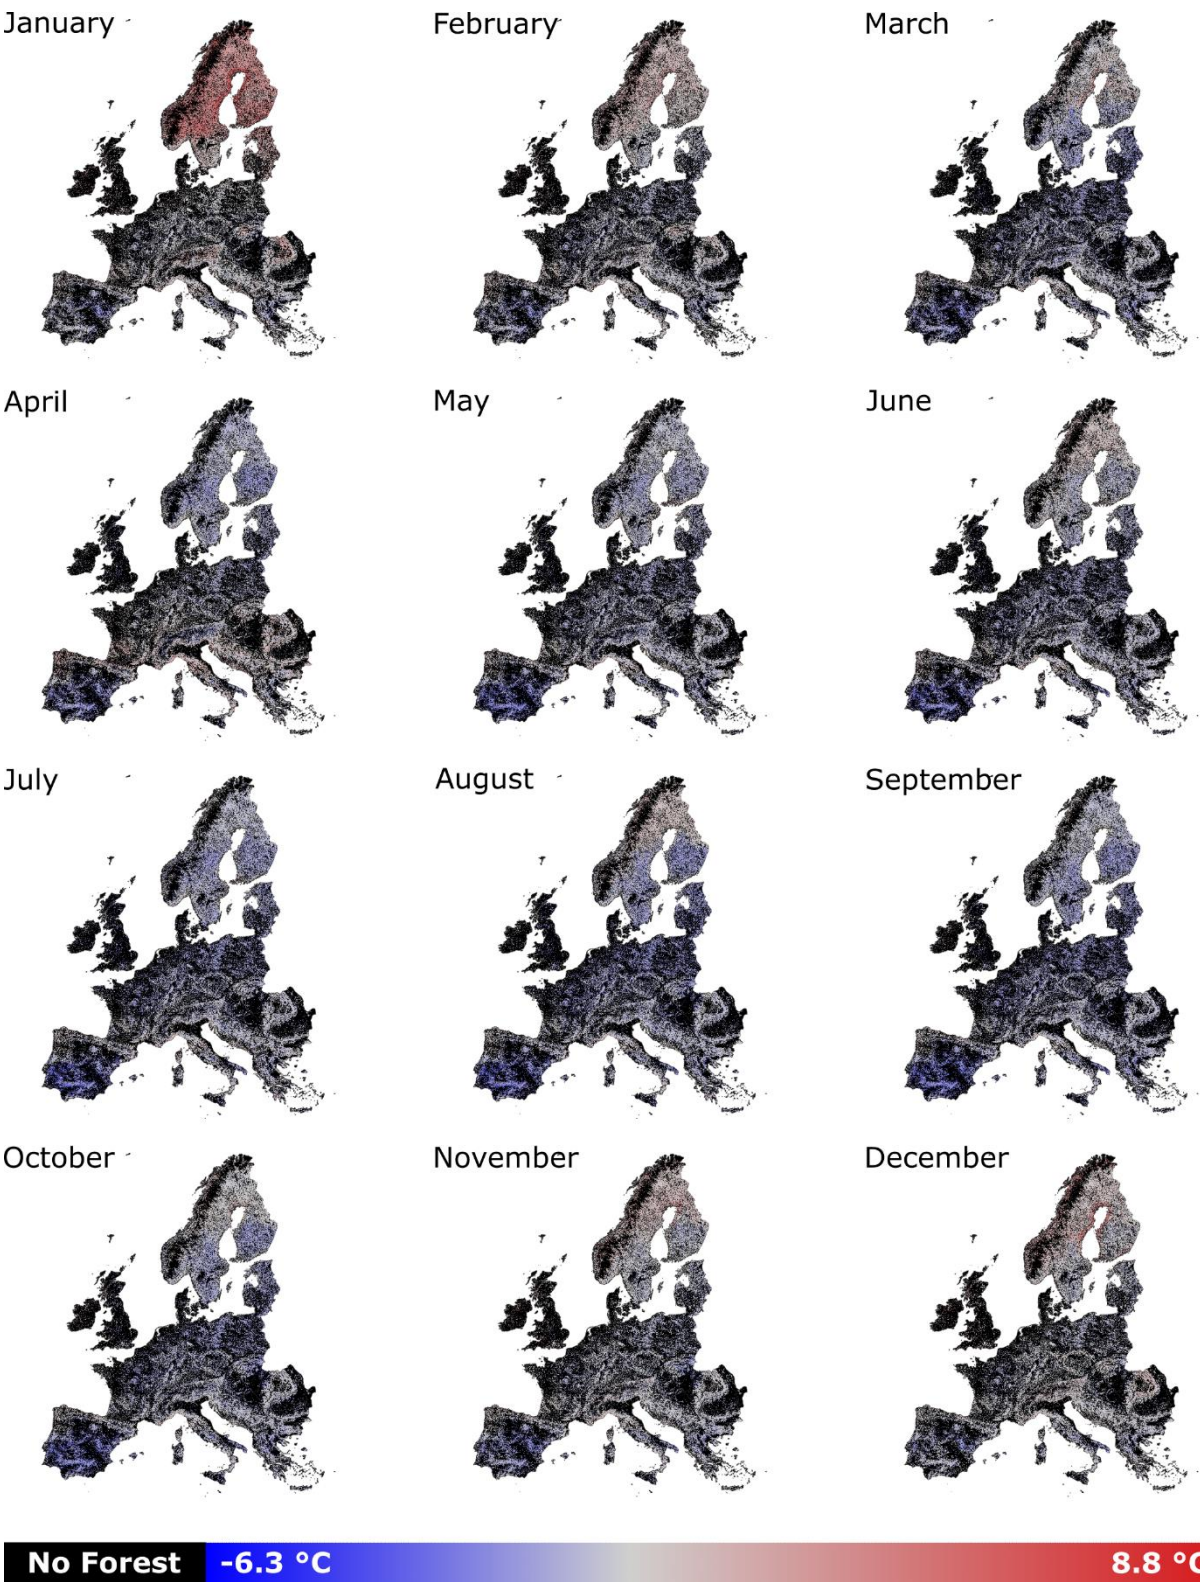 January February March
April May June
July August September
October November December
No Forest -6.3 °C 8.8 °C